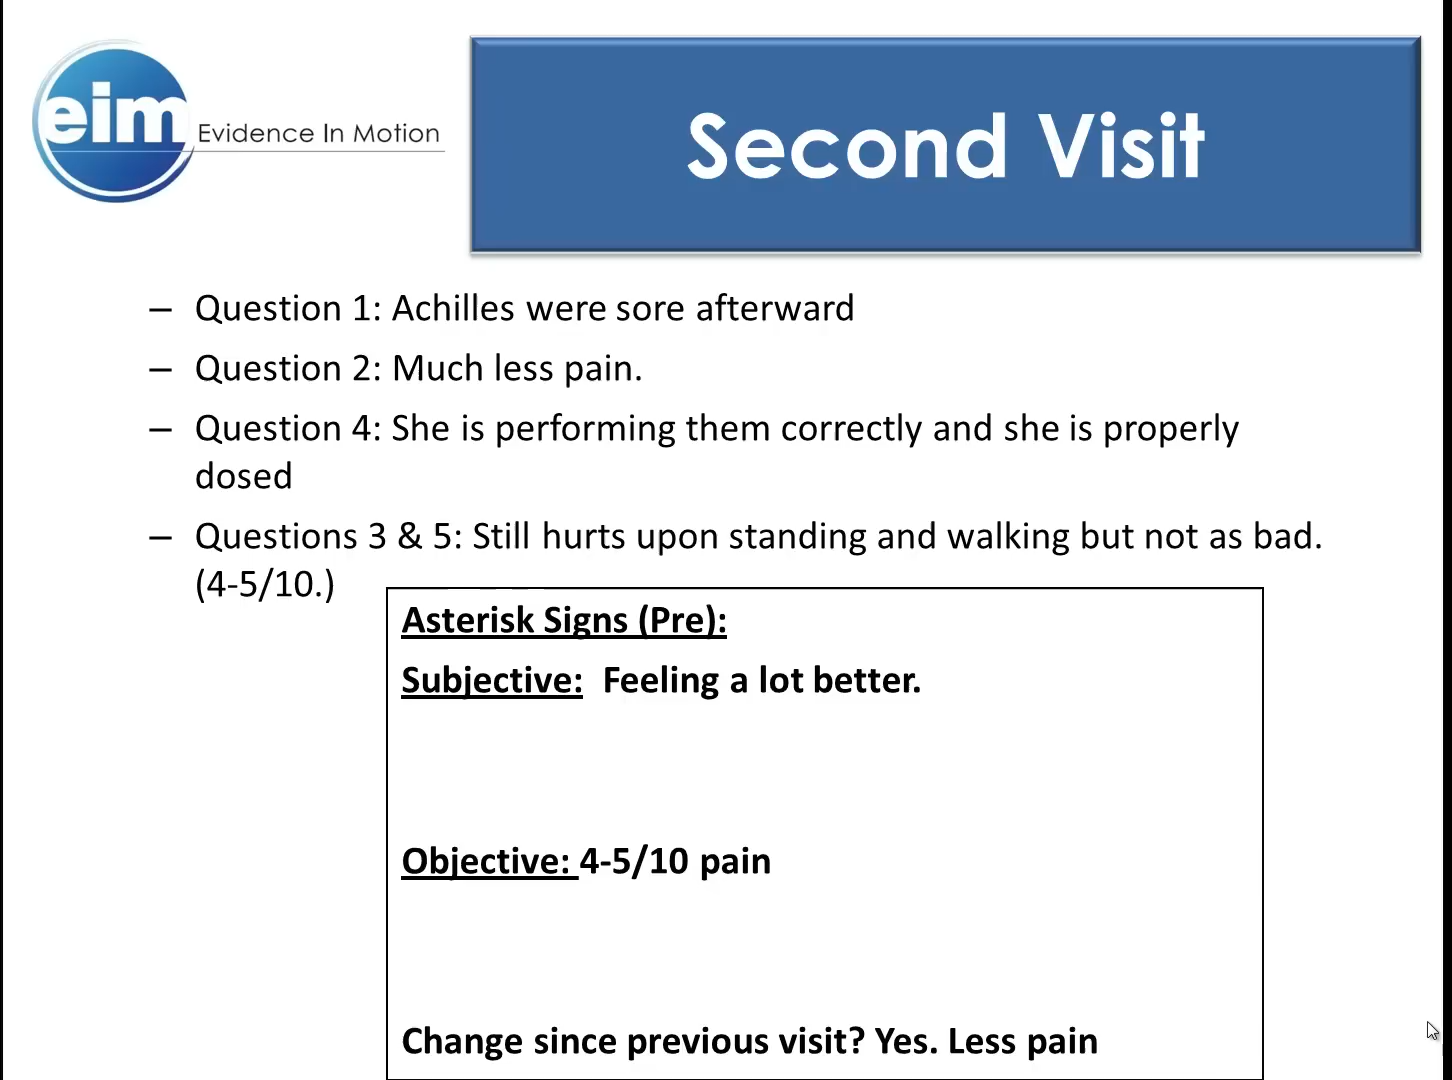 eim
Evidence In Motion
Second Visit
– Question 1: Achilles were sore afterward
– Question 2: Much less pain.
– Question 4: She is performing them correctly and she is properly
dosed
– Questions 3 & 5: Still hurts upon standing and walking but not as bad.
(4-5/10.)
Asterisk Signs (Pre):
Subjective: Feeling a lot better.
Objective: 4-5/10 pain
Change since previous visit? Yes. Less pain